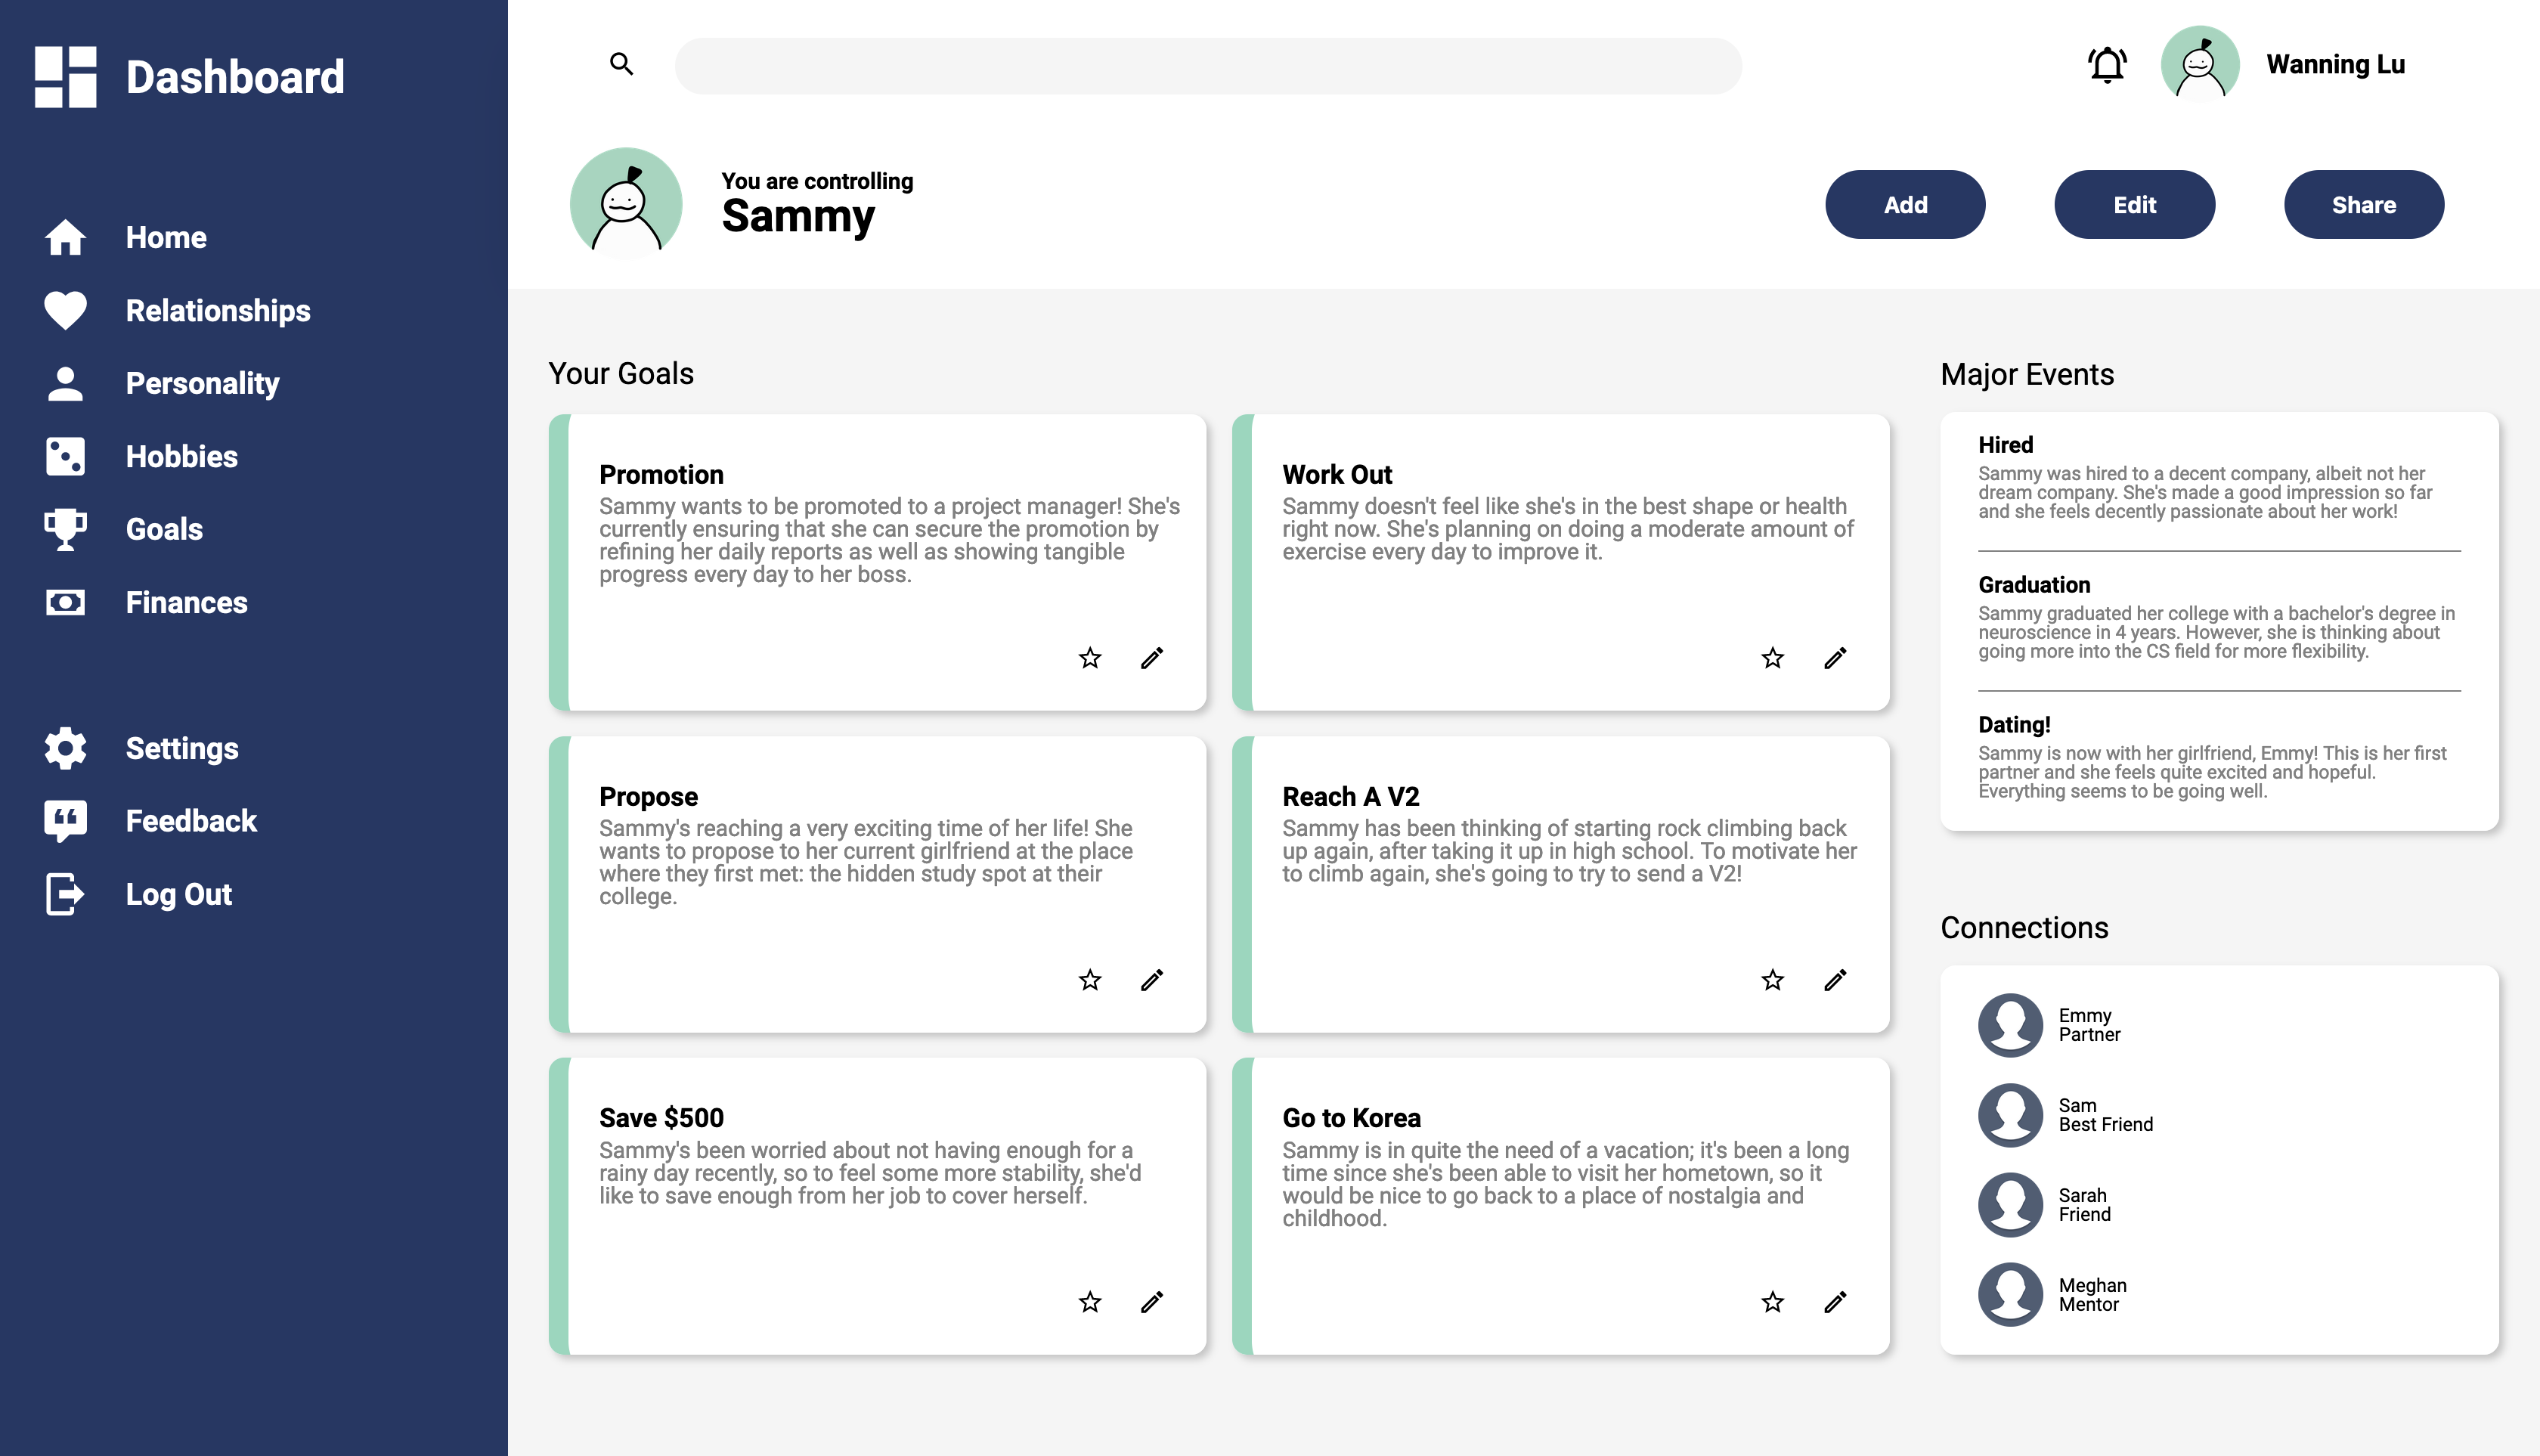 Dashboard
Home
Relationships
Personality
Hobbies
Goals
Finances
Settings
Feedback
Log Out
Wanning Lu
You are controlling
Sammy
Add
Edit
Share
Your Goals
Promotion
Sammy wants to be promoted to a project manager! She's
currently ensuring that she can secure the promotion by
refining her daily reports as well as showing tangible
progress every day to her boss.
Work Out
Sammy doesn't feel like she's in the best shape or health
right now. She's planning on doing a moderate amount of
exercise every day to improve it.
Propose
Sammy's reaching a very exciting time of her life! She
wants to propose to her current girlfriend at the place
where they first met: the hidden study spot at their
college.
Reach A V2
Sammy has been thinking of starting rock climbing back
up again, after taking it up in high school. To motivate her
to climb again, she's going to try to send a V2!
Save $500
Sammy's been worried about not having enough for a
rainy day recently, so to feel some more stability, she'd
like to save enough from her job to cover herself.
Go to Korea
Sammy is in quite the need of a vacation; it's been a long
time since she's been able to visit her hometown, so it
would be nice to go back to a place of nostalgia and
childhood.
Major Events
Hired
Sammy was hired to a decent company, albeit not her
dream company. She's made a good impression so far
and she feels decently passionate about her work!
Graduation
Sammy graduated her college with a bachelor's degree in
neuroscience in 4 years. However, she is thinking about
going more into the CS field for more flexibility.
Dating!
Sammy is now with her girlfriend, Emmy! This is her first
partner and she feels quite excited and hopeful.
Everything seems to be going well.
Connections
Emmy
Partner
Sam
Best Friend
Sarah
Friend
Meghan
Mentor